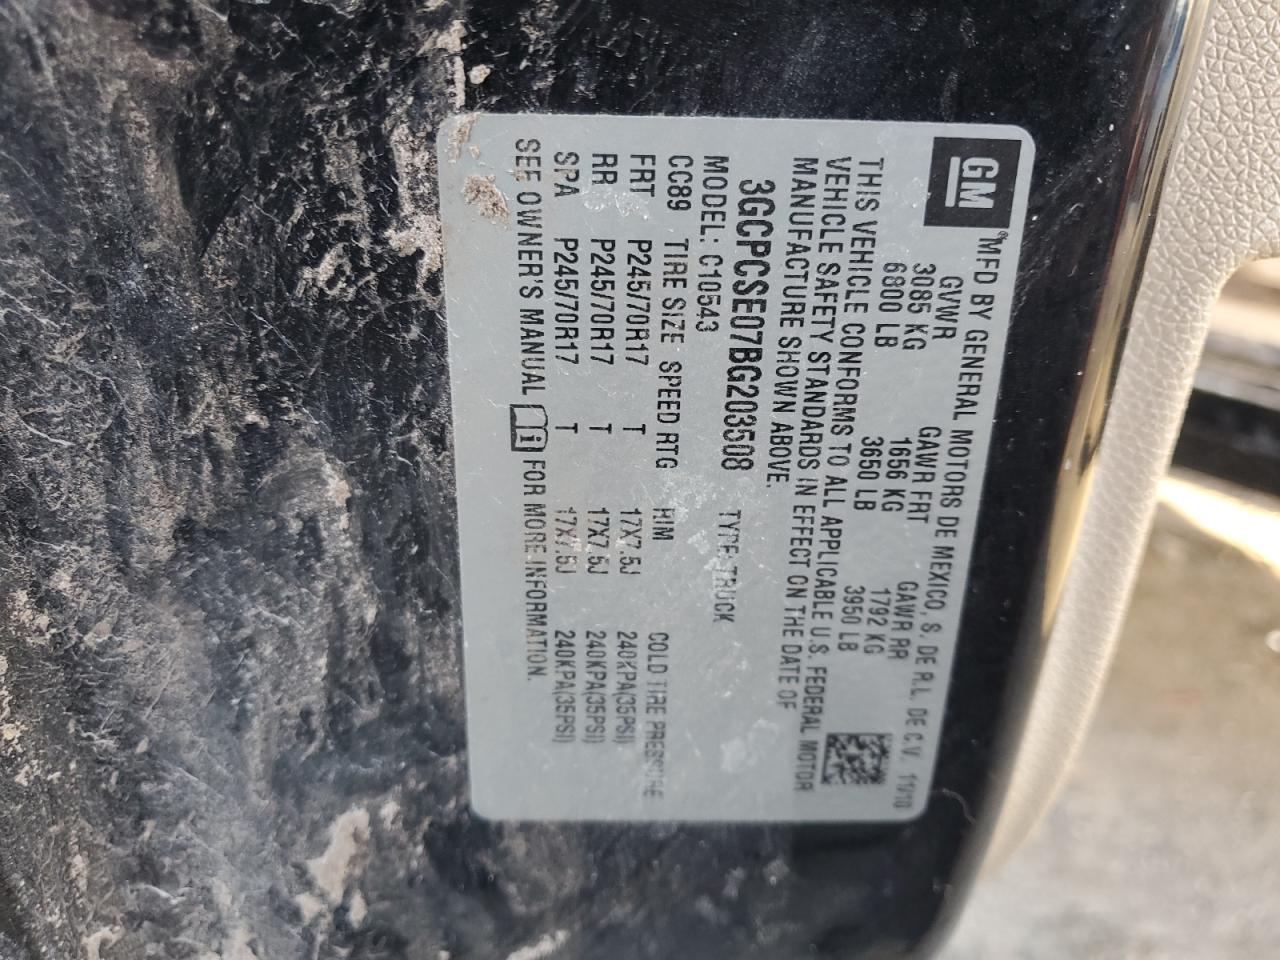 GM® MFD BY GENERAL MOTORS DE MEXICO, S. DE R.L. DE C.V. 11/10
GVWR GAWR FRT GAWR RR
3085 KG 1656 KG 1792 KG
6800 LB 3650 LB 3950 LB
THIS VEHICLE CONFORMS TO ALL APPLICABLE U.S. FEDERAL MOTOR
VEHICLE SAFETY STANDARDS IN EFFECT ON THE DATE OF
MANUFACTURE SHOWN ABOVE.
3GCPCSE07BG203508 TYPE: TRUCK
MODEL: C10543
CC89 TIRE SIZE SPEED RTG RIM COLD TIRE PRESSURE
FRT P245/70R17 T 17X7.5J 240KPA(35PSI)
RR P245/70R17 T 17X7.5J 240KPA(35PSI)
SPA P245/70R17 T 17X7.5J 240KPA(35PSI)
SEE OWNER'S MANUAL i FOR MORE INFORMATION.